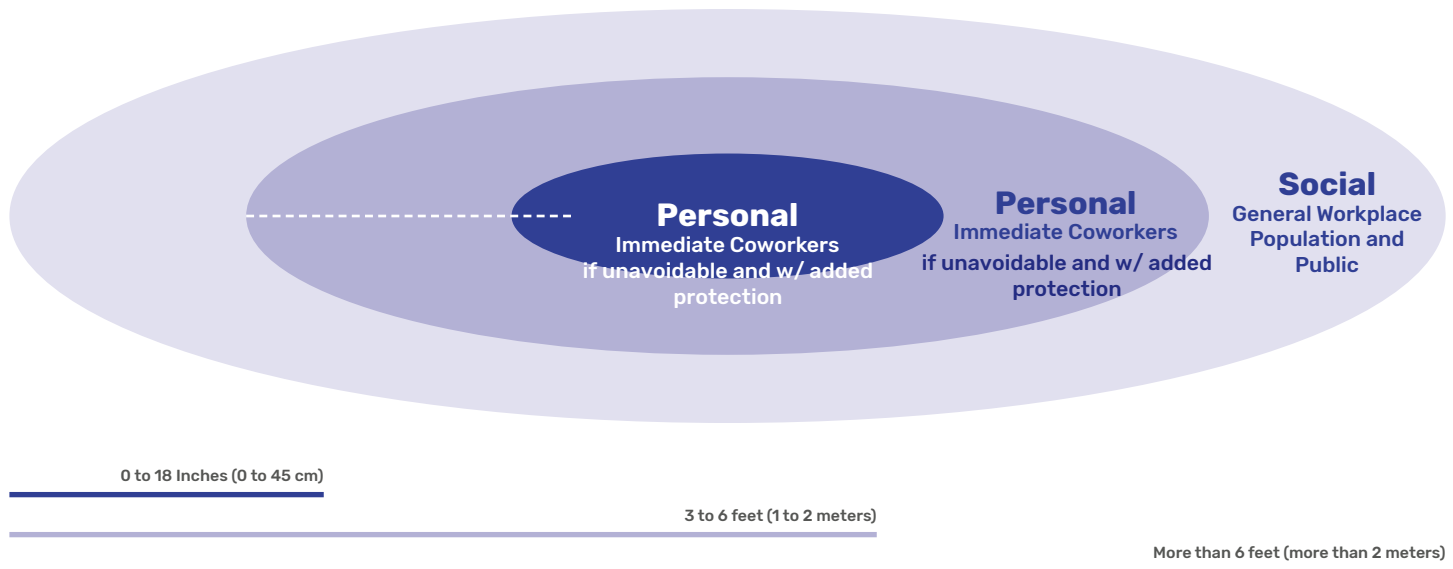 Personal
Immediate Coworkers
if unavoidable and w/ added
protection
Personal
Immediate Coworkers
if unavoidable and w/ added
protection
Social
General Workplace
Population and
Public
0 to 18 Inches (0 to 45 cm)
3 to 6 feet (1 to 2 meters)
More than 6 feet (more than 2 meters)